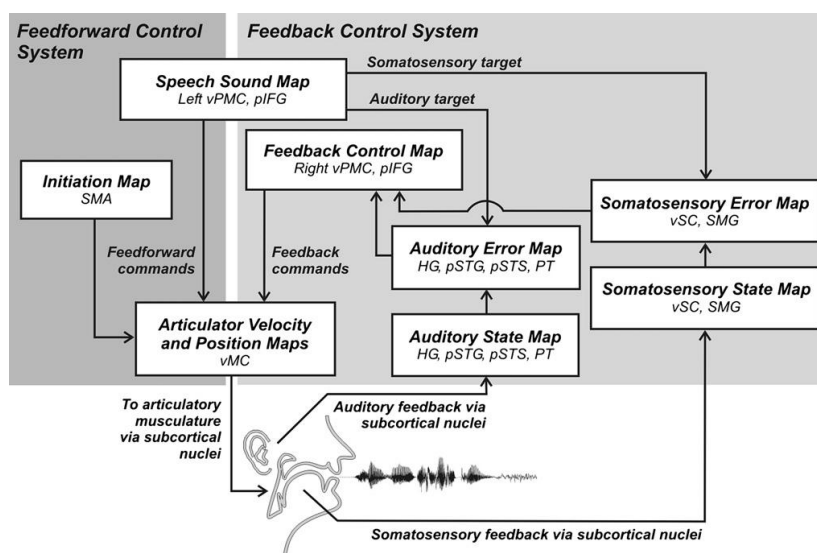 Feedforward Control
System
Feedback Control System
Speech Sound Map
Left vPMC, pIFG
Somatosensory target
Auditory target
Feedback Control Map
Right vPMC, pIFG
Initiation Map
SMA
Somatosensory Error Map
vSC, SMG
Feedforward
commands
Feedback
commands
Auditory Error Map
HG, pSTG, pSTS, PT
Somatosensory State Map
vSC, SMG
Articulator Velocity
and Position Maps
vMC
Auditory State Map
HG, pSTG, pSTS, PT
To articulatory
musculature
via subcortical
nuclei
Auditory feedback via
subcortical nuclei
Somatosensory feedback via subcortical nuclei